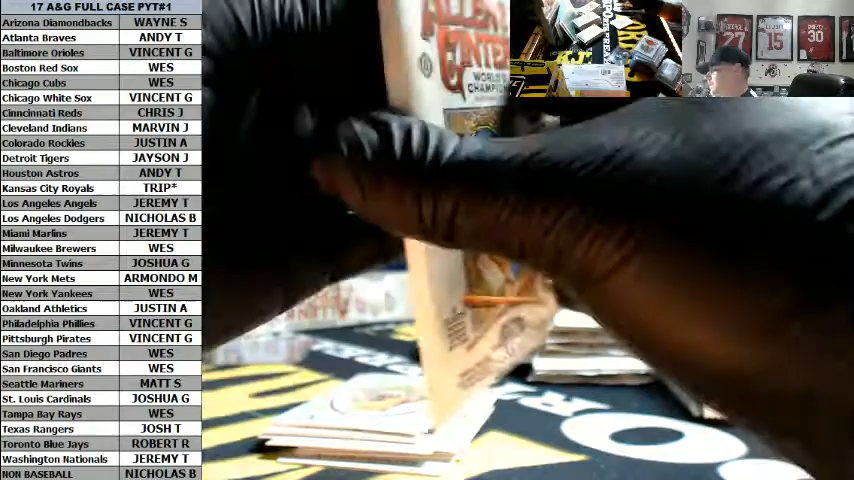 17 A&G FULL CASE PYT#1
Arizona Diamondbacks WAYNE S
Atlanta Braves ANDY T
Baltimore Orioles VINCENT G
Boston Red Sox WES
Chicago Cubs WES
Chicago White Sox VINCENT G
Cinncinati Reds CHRIS J
Cleveland Indians MARVIN J
Colorado Rockies JUSTIN A
Detroit Tigers JAYSON J
Houston Astros ANDY T
Kansas City Royals TRIP*
Los Angeles Angels JEREMY T
Los Angeles Dodgers NICHOLAS B
Miami Marlins JEREMY T
Milwaukee Brewers WES
Minnesota Twins JOSHUA G
New York Mets ARMONDO M
New York Yankees WES
Oakland Athletics JUSTIN A
Philadelphia Phillies VINCENT G
Pittsburgh Pirates VINCENT G
San Diego Padres WES
San Francisco Giants WES
Seattle Mariners MATT S
St. Louis Cardinals JOSHUA G
Tampa Bay Rays WES
Texas Rangers JOSH T
Toronto Blue Jays ROBERT R
Washington Nationals JEREMY T
NON BASEBALL NICHOLAS B
ALLEN
GINTE
WORLD
CHAMPIO
27
15
30